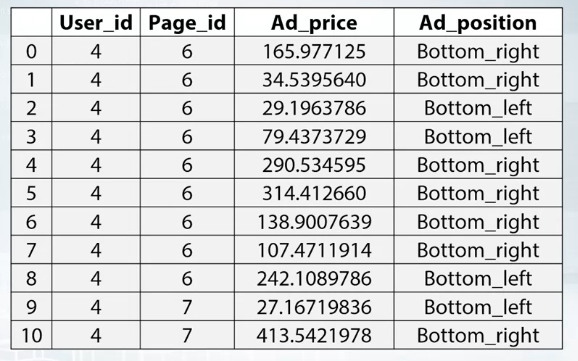 User_id Page_id Ad_price Ad_position
0 4 6 165.977125 Bottom_right
1 4 6 34.5395640 Bottom_right
2 4 6 29.1963786 Bottom_left
3 4 6 79.4373729 Bottom_left
4 4 6 290.534595 Bottom_right
5 4 6 314.412660 Bottom_right
6 4 6 138.9007639 Bottom_right
7 4 6 107.4711914 Bottom_right
8 4 6 242.1089786 Bottom_left
9 4 7 27.16719836 Bottom_left
10 4 7 413.5421978 Bottom_right